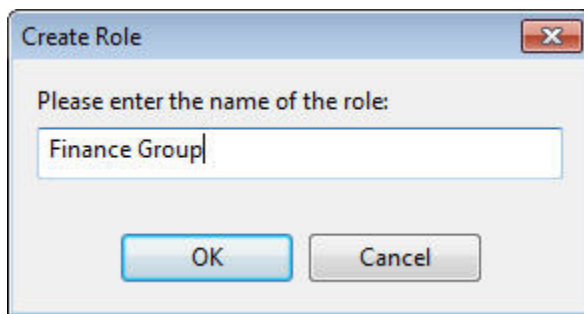 Create Role
Please enter the name of the role:
Finance Group
OK
Cancel